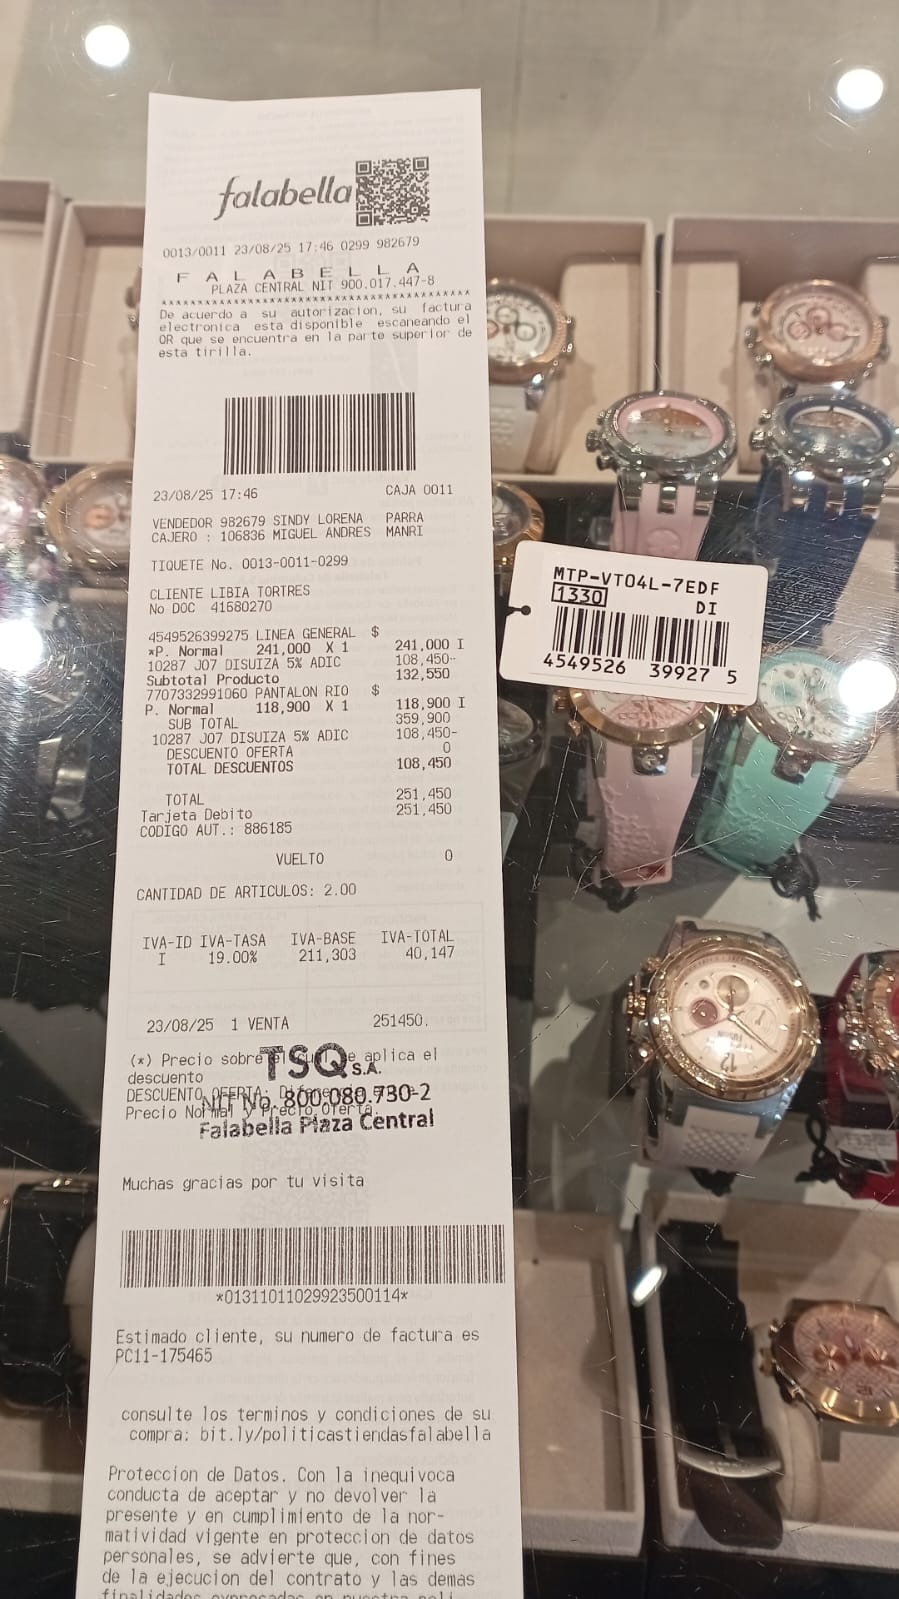 falabella
0013/0011 23/08/25 17:46 0299 982679
F A L A B E L L A
PLAZA CENTRAL NIT 900.017.447-8
De acuerdo a su autorizacion, su factura
electronica esta disponible escaneando el
QR que se encuentra en la parte superior de
esta tirilla.
23/08/25 17:46 CAJA 0011
VENDEDOR 982679 SINDY LORENA PARRA
CAJERO : 106836 MIGUEL ANDRES MANRI
TIQUETE No. 0013-0011-0299
CLIENTE LIBIA TORTRES
No DOC 41680270
4549526399275 LINEA GENERAL $
*P. Normal 241,000 X 1 241,000 I
10287 J07 DISUIZA 5% ADIC 108,450-
Subtotal Producto 132,550
7707332991060 PANTALON RIO $
P. Normal 118,900 X 1 118,900 I
SUB TOTAL 359,900
10287 J07 DISUIZA 5% ADIC 108,450-
DESCUENTO OFERTA 0
TOTAL DESCUENTOS 108,450
TOTAL 251,450
Tarjeta Debito 251,450
CODIGO AUT.: 886185
VUELTO 0
CANTIDAD DE ARTICULOS: 2.00
IVA-ID IVA-TASA IVA-BASE IVA-TOTAL
I 19.00% 211,303 40,147
23/08/25 1 VENTA 251450.
(*) Precio sobre el cual se aplica el
descuento
DESCUENTO OFERTA: Diferencia
Precio Normal y Precio Oferta.
TSQ S.A.
NIT No. 800.080.730-2
Falabella Plaza Central
Muchas gracias por tu visita
*01311011029923500114*
Estimado cliente, su numero de factura es
PC11-175465
consulte los terminos y condiciones de su
compra: bit.ly/politicastiendasfalabella
Proteccion de Datos. Con la inequivoca
conducta de aceptar y no devolver la
presente y en cumplimiento de la nor-
matividad vigente en proteccion de datos
personales, se advierte que, con fines
de la ejecucion del contrato y las demas
MTP-VT04L-7EDF
1330 DI
4549526 39927 5